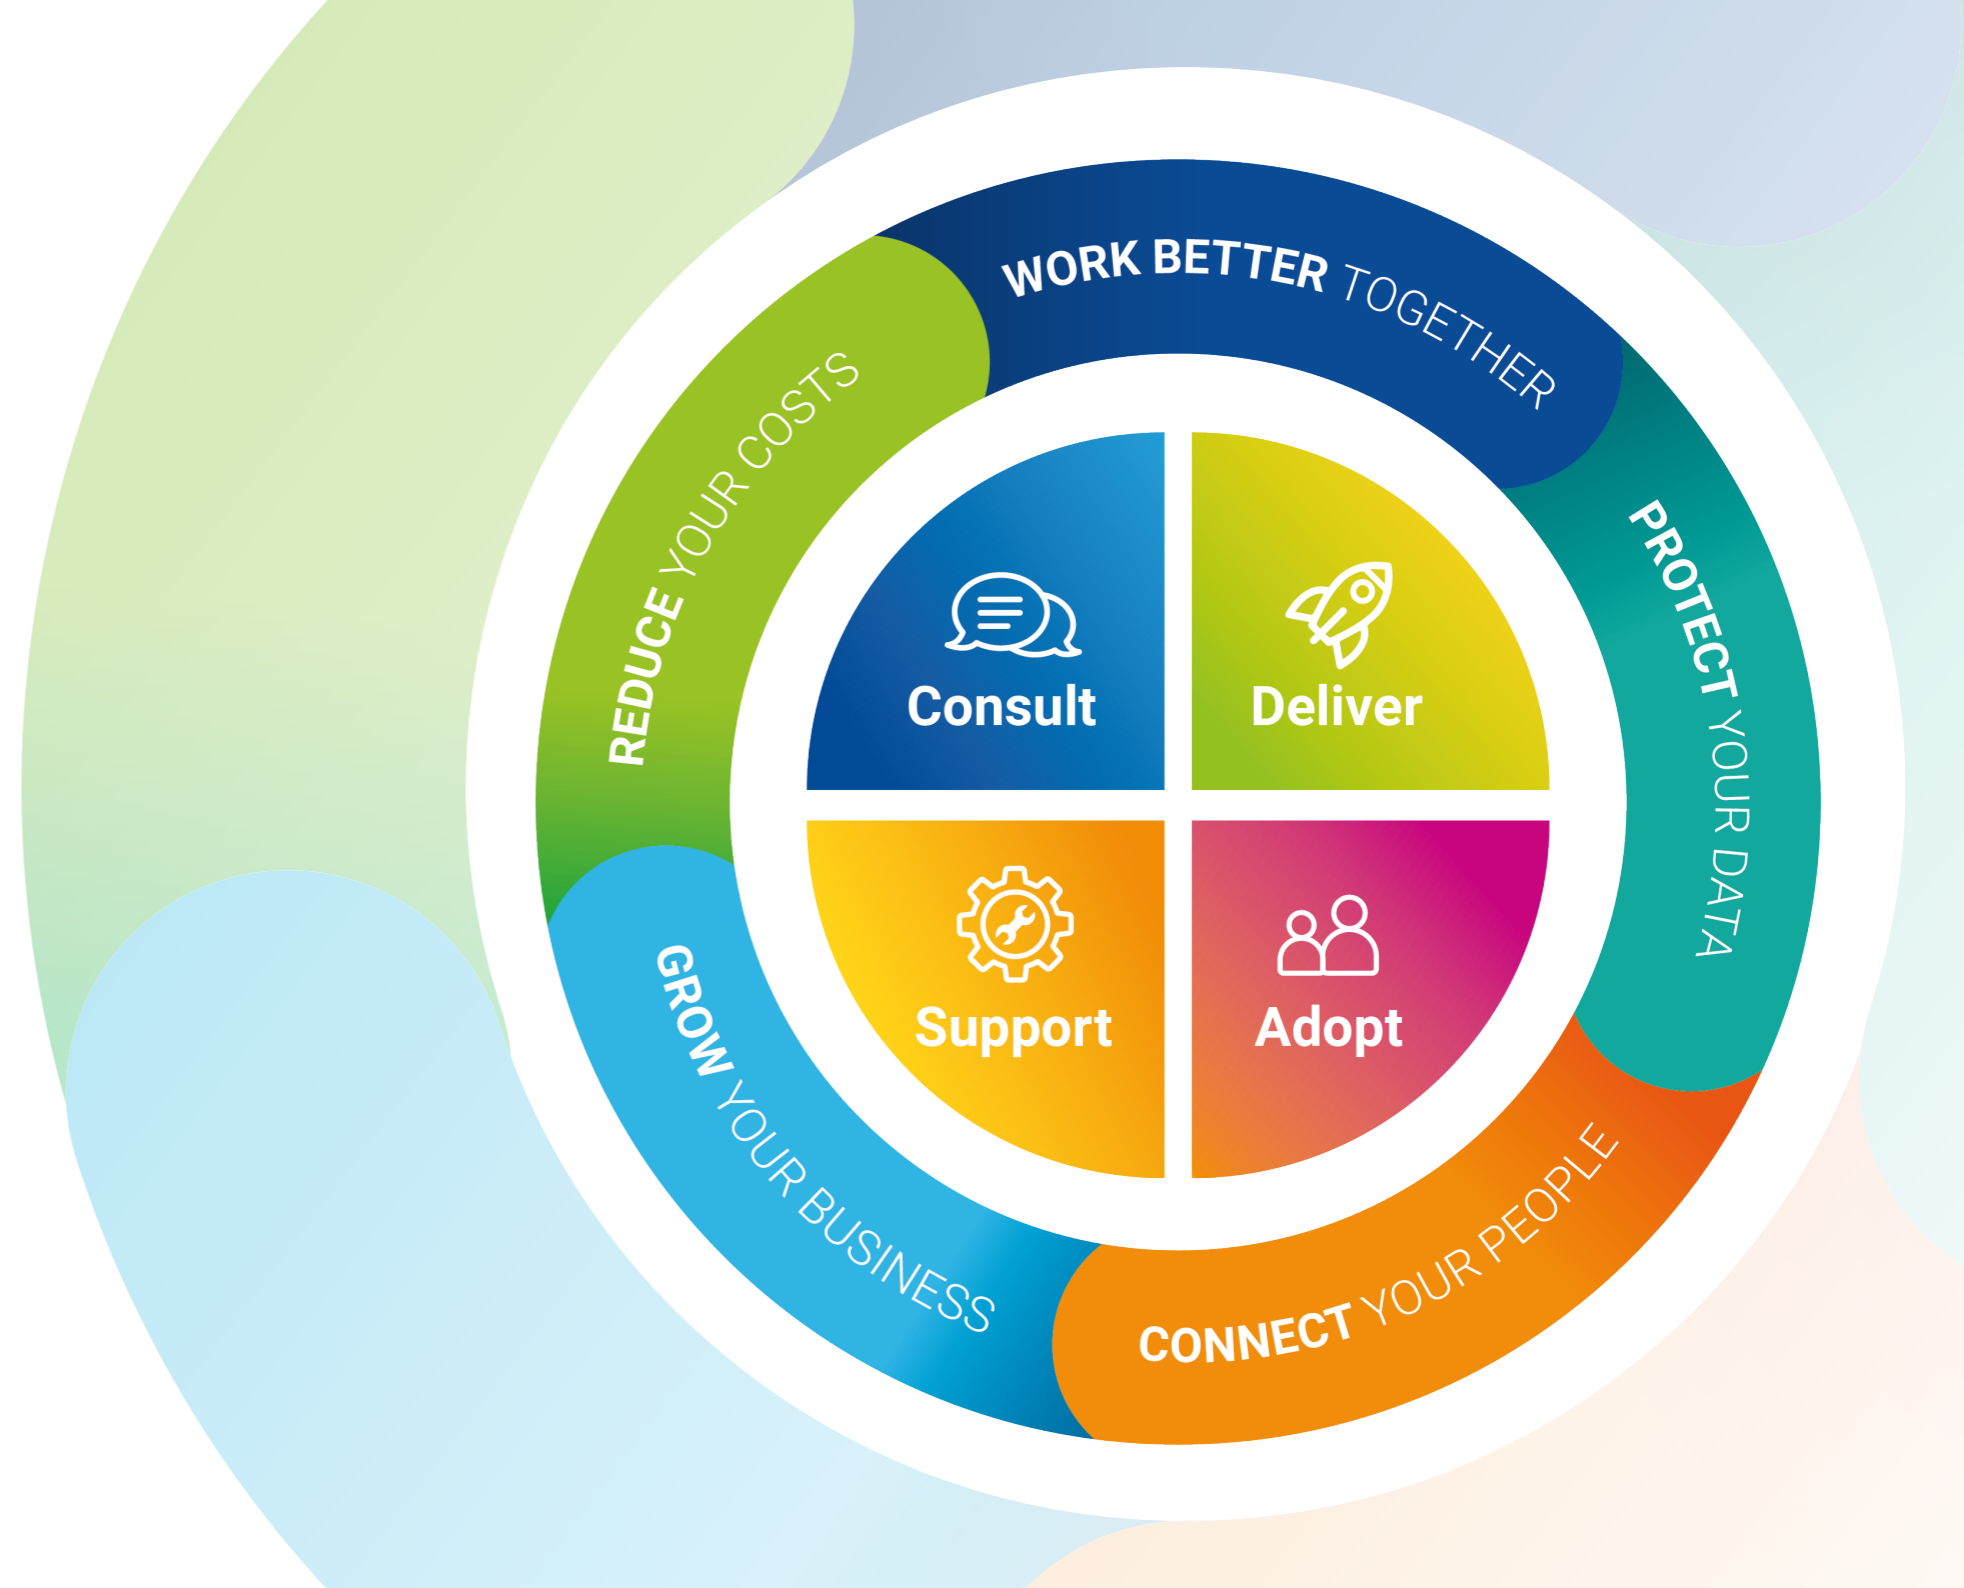 WORK BETTER TOGETHER
PROTECT YOUR DATA
CONNECT YOUR PEOPLE
GROW YOUR BUSINESS
REDUCE YOUR COSTS
Consult
Deliver
Support
Adopt